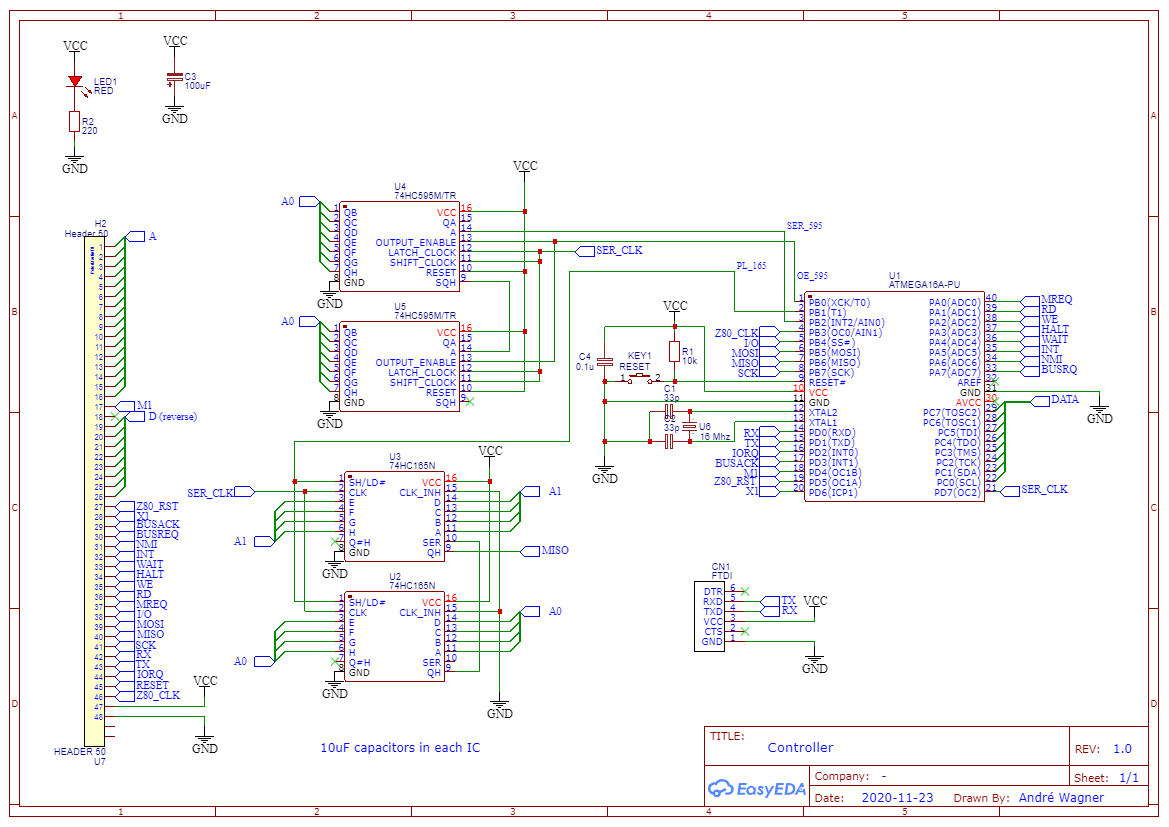 1 2 3 4 5
A
B
C
D
A
B
C
D
VCC
LED1
RED
R2
220
GND
VCC
C3
100uF
GND
H2
Header 50
A
1
2
3
4
5
6
7
8
9
10
11
12
13
14
15
16
17 M1
18 D (reverse)
19
20
21
22
23
24
25
26
27 Z80_RST
28 X1
29 BUSACK
30 BUSREQ
31 NMI
32 INT
33 WAIT
34 HALT
35 WE
36 RD
37 MREQ
38 I/O
39 MOSI
40 MISO
41 SCK
42 RX
43 TX
44 IORQ
45 RESET
46 Z80_CLK
47 VCC
48
GND
HEADER 50
U7
VCC
U4
74HC595M/TR
A0
1 QB VCC 16
2 QC QA 15
3 QD A 14
4 QE OUTPUT_ENABLE 13
5 QF LATCH_CLOCK 12
6 QG SHIFT_CLOCK 11
7 QH RESET 10
8 GND SQH 9
GND
SER_CLK
U5
74HC595M/TR
A0
1 QB VCC 16
2 QC QA 15
3 QD A 14
4 QE OUTPUT_ENABLE 13
5 QF LATCH_CLOCK 12
6 QG SHIFT_CLOCK 11
7 QH RESET 10
8 GND SQH 9
GND
U3
74HC165N
VCC
SER_CLK
A1
A1
1 SH/LD# VCC 16
2 CLK CLK_INH 15
3 E D 14
4 F C 13
5 G B 12
6 H A 11
7 Q#H SER 10
8 GND QH 9
GND
MISO
U2
74HC165N
A0
A0
1 SH/LD# VCC 16
2 CLK CLK_INH 15
3 E D 14
4 F C 13
5 G B 12
6 H A 11
7 Q#H SER 10
8 GND QH 9
GND
GND
10uF capacitors in each IC
SER_595
PL_165
OE_595
U1
ATMEGA16A-PU
1 PB0(XCK/T0) PA0(ADC0) 40 MREQ
2 PB1(T1) PA1(ADC1) 39 RD
3 PB2(INT2/AIN0) PA2(ADC2) 38 WE
Z80_CLK 4 PB3(OC0/AIN1) PA3(ADC3) 37 HALT
I/O 5 PB4(SS#) PA4(ADC4) 36 WAIT
MOSI 6 PB5(MOSI) PA5(ADC5) 35 INT
MISO 7 PB6(MISO) PA6(ADC6) 34 NMI
SCK 8 PB7(SCK) PA7(ADC7) 33 BUSRQ
9 RESET# AREF 32
10 VCC GND 31
11 GND AVCC 30
12 XTAL2 PC7(TOSC2) 29 DATA
13 XTAL1 PC6(TOSC1) 28
RX 14 PD0(RXD) PC5(TDI) 27
TX 15 PD1(TXD) PC4(TDO) 26
IORQ 16 PD2(INT0) PC3(TMS) 25
BUSACK 17 PD3(INT1) PC2(TCK) 24
M1 18 PD4(OC1B) PC1(SDA) 23
Z80_RST 19 PD5(OC1A) PC0(SCL) 22
X1 20 PD6(ICP1) PD7(OC2) 21 SER_CLK
GND
VCC
C4
0.1u
KEY1
RESET
1 2
R1
10k
C1
33p
33p
U6
16 Mhz
GND
CN1
FTDI
DTR 6
RXD 5 TX
TXD 4 RX
VCC 3 VCC
CTS 2
GND 1
GND
TITLE:
Controller
REV: 1.0
EasyEDA
Company: -
Sheet: 1/1
Date: 2020-11-23 Drawn By: André Wagner
1 2 3 4 5